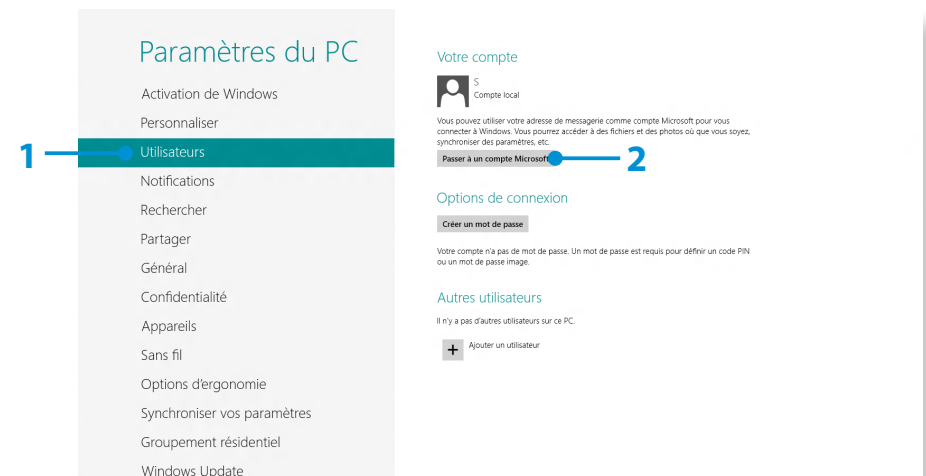 Paramètres du PC
Activation de Windows
Personnaliser
1
Utilisateurs
Notifications
Rechercher
Partager
Général
Confidentialité
Appareils
Sans fil
Options d'ergonomie
Synchroniser vos paramètres
Groupement résidentiel
Windows Update
Votre compte
S
Compte local
Vous pouvez utiliser votre adresse de messagerie comme compte Microsoft pour vous
connecter à Windows. Vous pourrez accéder à des fichiers et des photos où que vous soyez,
synchroniser des paramètres, etc.
Passer à un compte Microsoft
2
Options de connexion
Créer un mot de passe
Votre compte n'a pas de mot de passe. Un mot de passe est requis pour définir un code PIN
ou un mot de passe image.
Autres utilisateurs
Il n'y a pas d'autres utilisateurs sur ce PC.
+ Ajouter un utilisateur